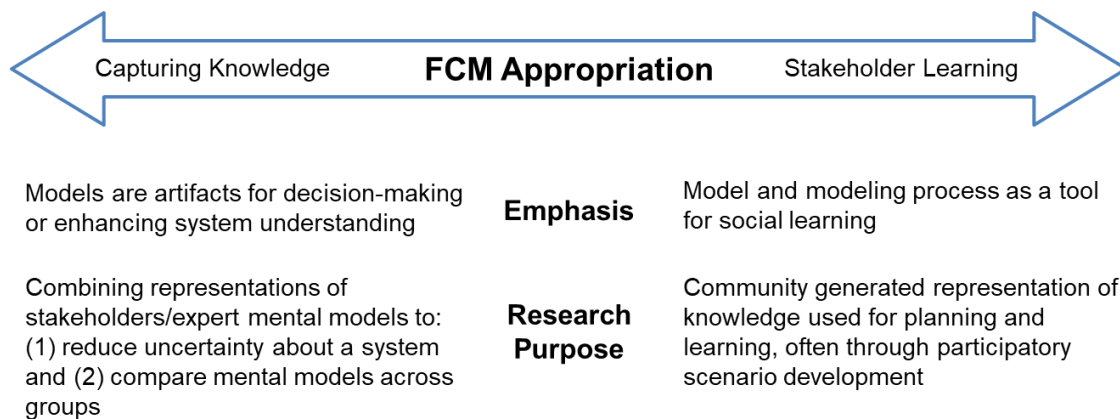 Capturing Knowledge
FCM Appropriation
Stakeholder Learning
Models are artifacts for decision-making
or enhancing system understanding
Emphasis
Model and modeling process as a tool
for social learning
Combining representations of
stakeholders/expert mental models to:
(1) reduce uncertainty about a system
and (2) compare mental models across
groups
Research
Purpose
Community generated representation of
knowledge used for planning and
learning, often through participatory
scenario development